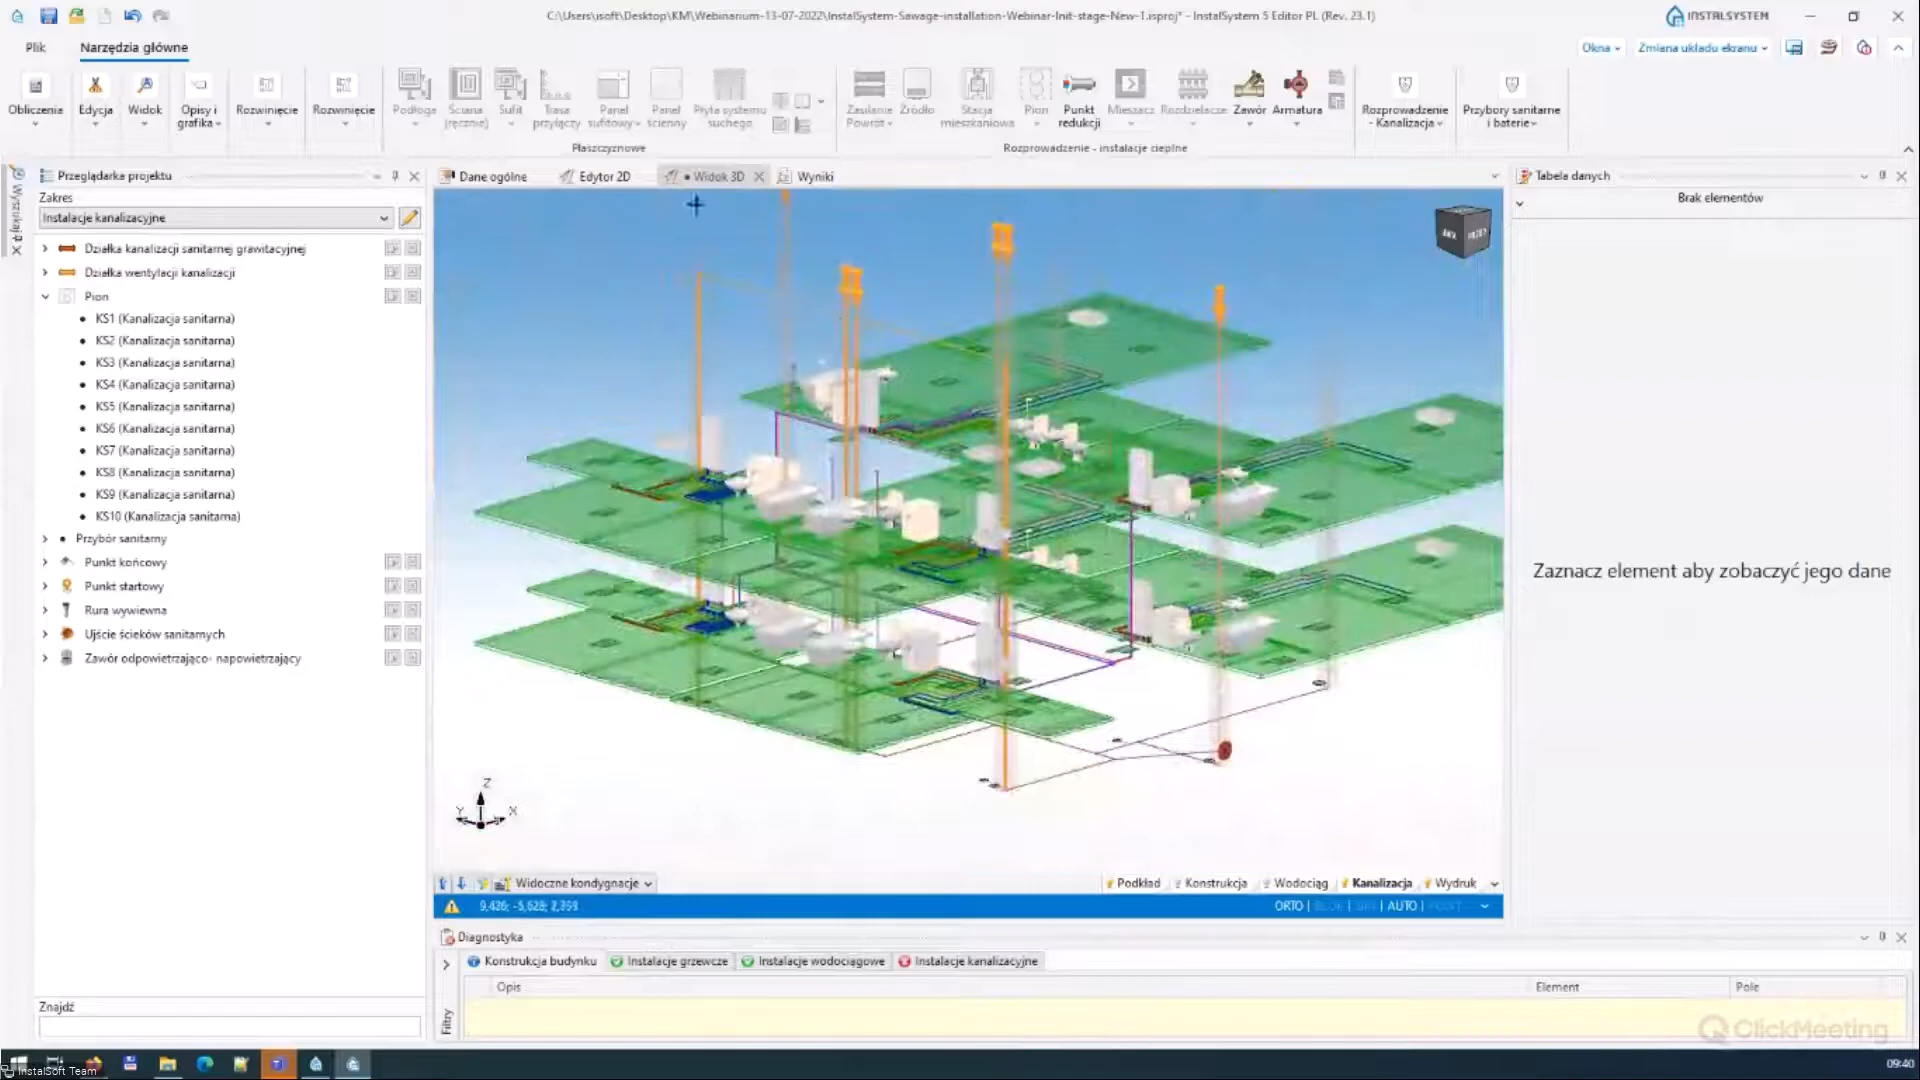 C:\Users\isoft\Desktop\KM\Webinarium-13-07-2022\InstalSystem-Sawage-installation-Webinar-Init-stage-New-1.isproj* - InstalSystem 5 Editor PL (Rev. 23.1)
INSTALSYSTEM
Plik
Narzędzia główne
Okna
Zmiana układu ekranu
Obliczenia
Edycja
Widok
Opisy i grafika
Rozwinięcie
Rozwinięcie
Podłoga
Ściana (ręcznie)
Sufit
Trasa przyłączy
Panel sufitowy
Panel ścienny
Płyta systemu suchego
Zasilanie Powrót
Źródło
Stacja mieszkaniowa
Pion
Punkt redukcji
Mieszacz
Rozdzielacze
Zawór
Armatura
Rozprowadzenie - Kanalizacja
Przybory sanitarne i baterie
Płaszczyznowe
Rozprowadzenie - instalacje cieplne
Wyszukaj
Przeglądarka projektu
Zakres
Instalacje kanalizacyjne
Działka kanalizacji sanitarnej grawitacyjnej
Działka wentylacji kanalizacji
Pion
KS1 (Kanalizacja sanitarna)
KS2 (Kanalizacja sanitarna)
KS3 (Kanalizacja sanitarna)
KS4 (Kanalizacja sanitarna)
KS5 (Kanalizacja sanitarna)
KS6 (Kanalizacja sanitarna)
KS7 (Kanalizacja sanitarna)
KS8 (Kanalizacja sanitarna)
KS9 (Kanalizacja sanitarna)
KS10 (Kanalizacja sanitarna)
Przybór sanitarny
Punkt końcowy
Punkt startowy
Rura wywiewna
Ujście ścieków sanitarnych
Zawór odpowietrzająco- napowietrzający
Znajdź
Dane ogólne
Edytor 2D
Widok 3D
Wyniki
Z
Y
X
Widoczne kondygnacje
Podkład
Konstrukcja
Wodociąg
Kanalizacja
Wydruk
ORTO
AUTO
Tabela danych
Brak elementów
Zaznacz element aby zobaczyć jego dane
Diagnostyka
Konstrukcja budynku
Instalacje grzewcze
Instalacje wodociągowe
Instalacje kanalizacyjne
Opis
Element
Pole
Filtry
ClickMeeting
InstalSoft Team
09:40